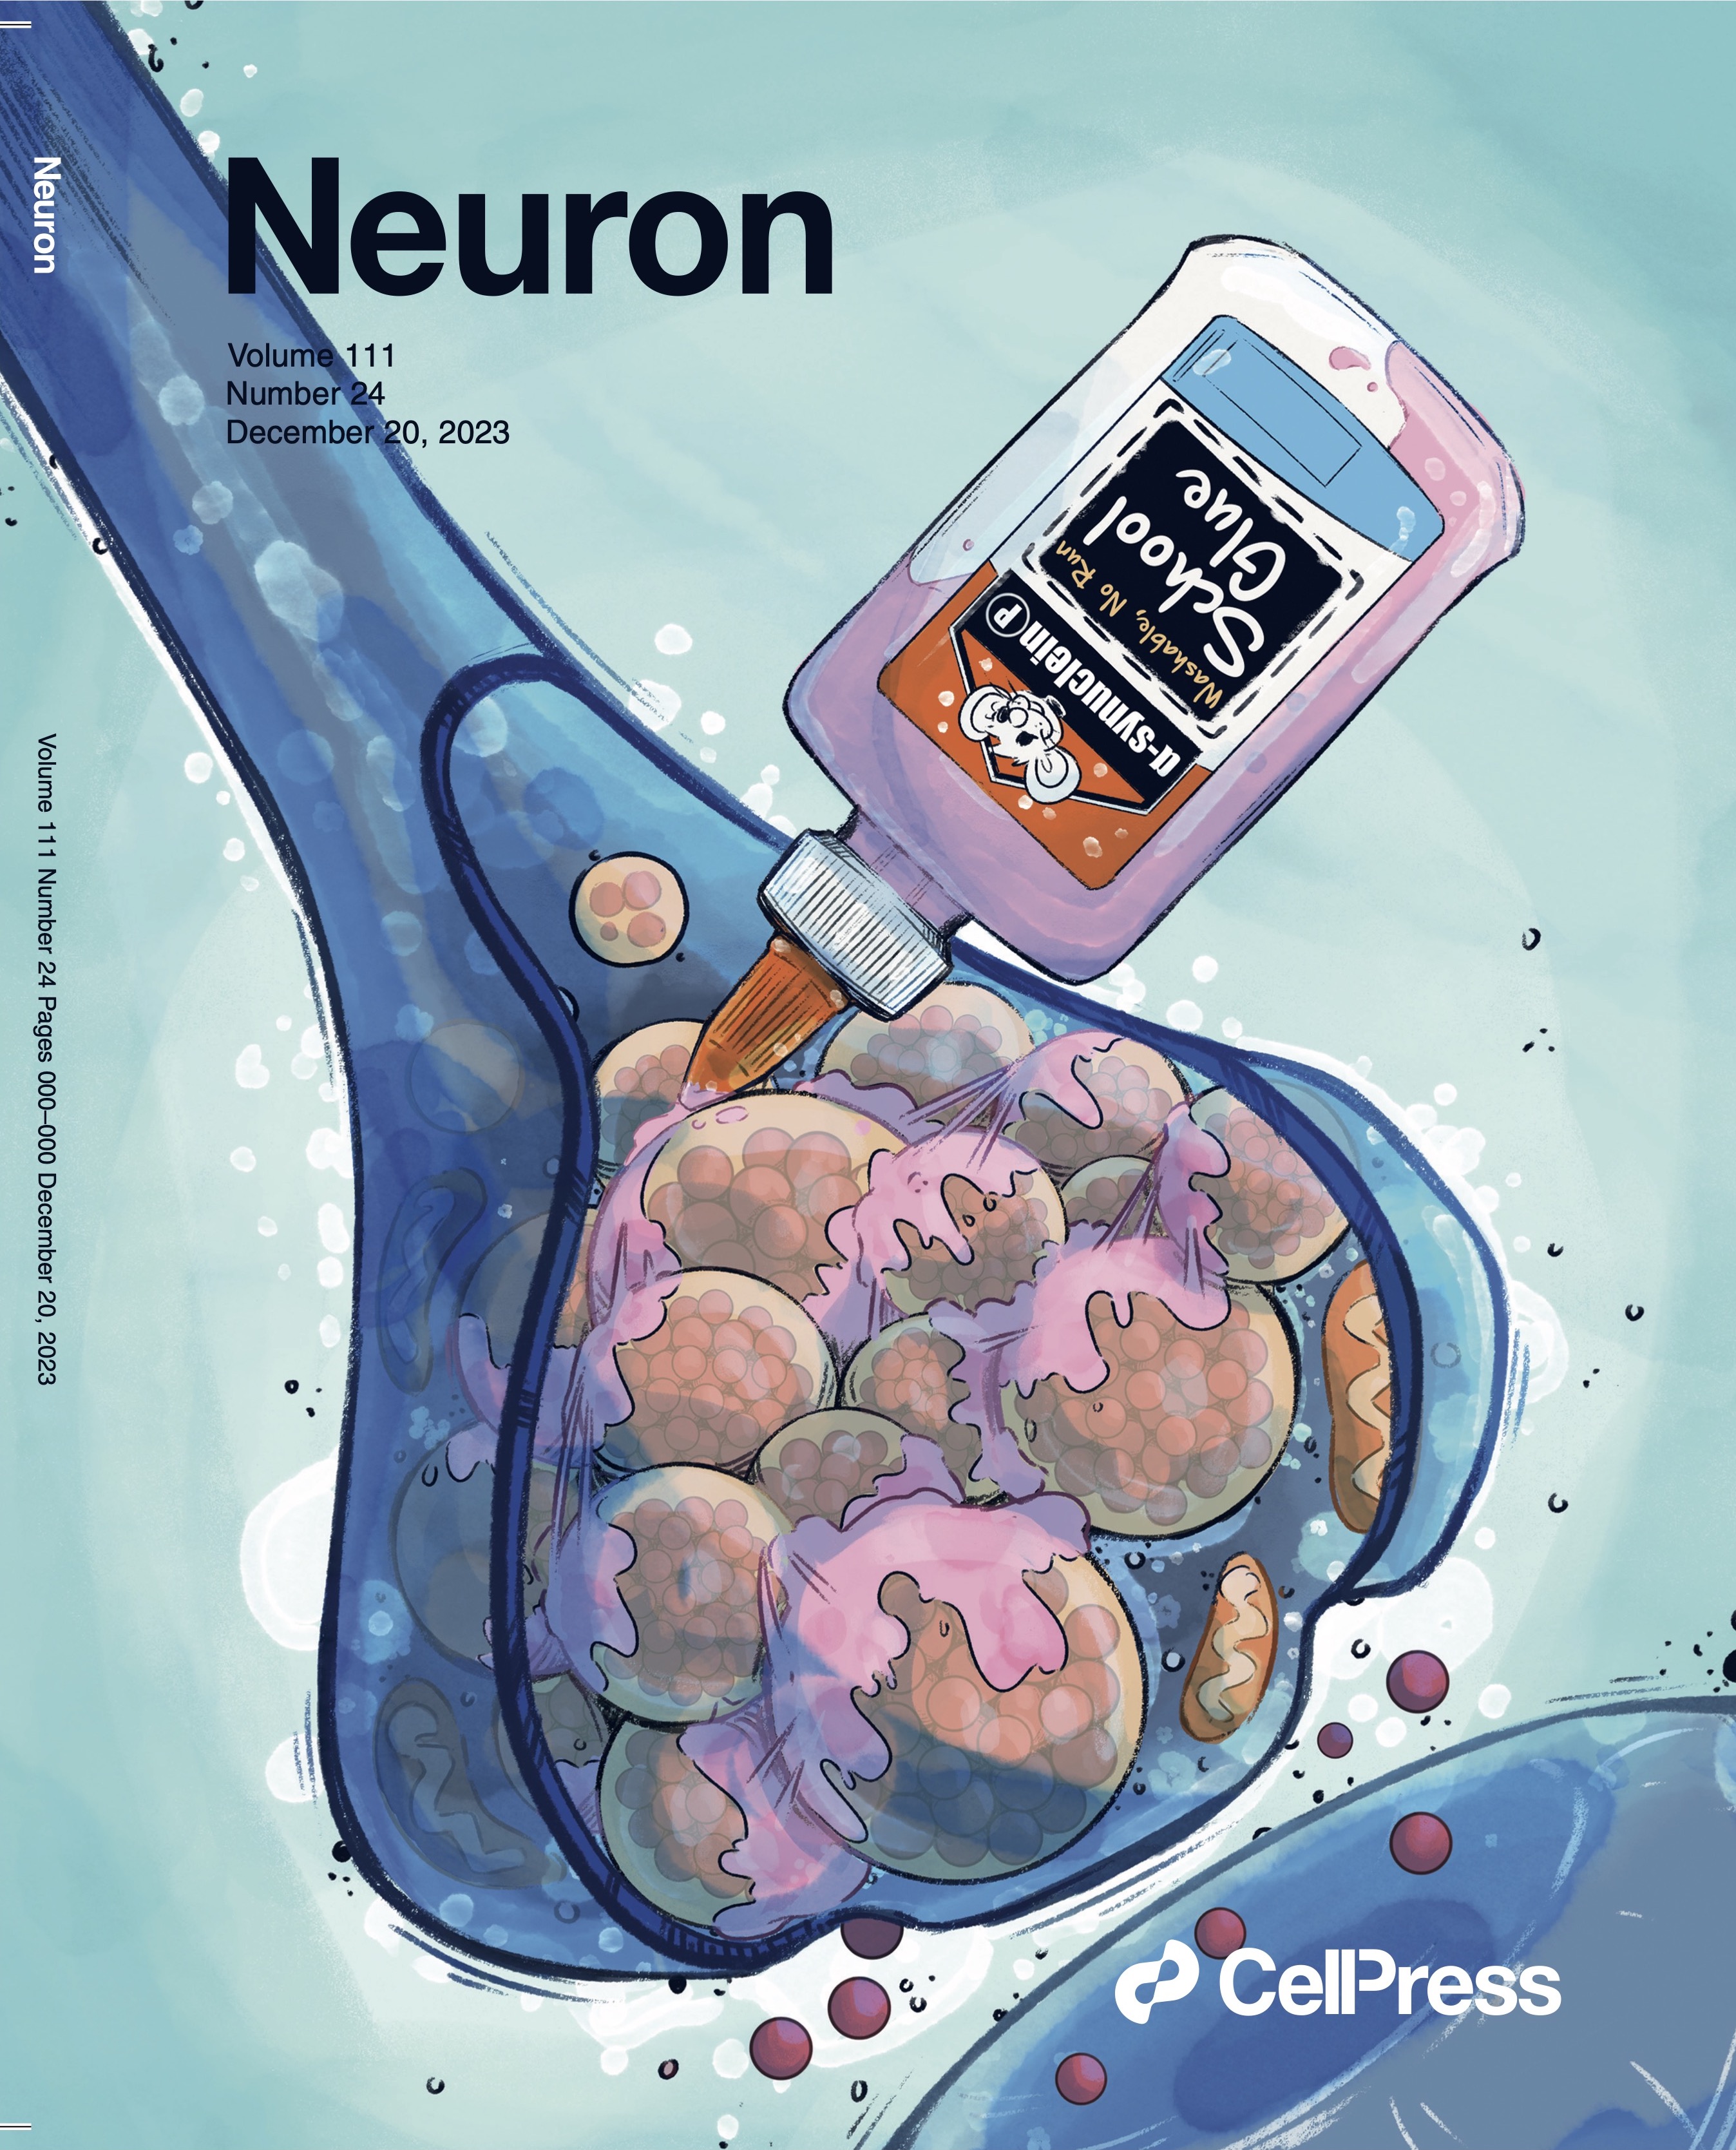 Neuron
Volume 111 Number 24 Pages 000–000 December 20, 2023
Neuron
Volume 111
Number 24
December 20, 2023
α-synuclein P
Washable, No Run
School
Glue
CellPress